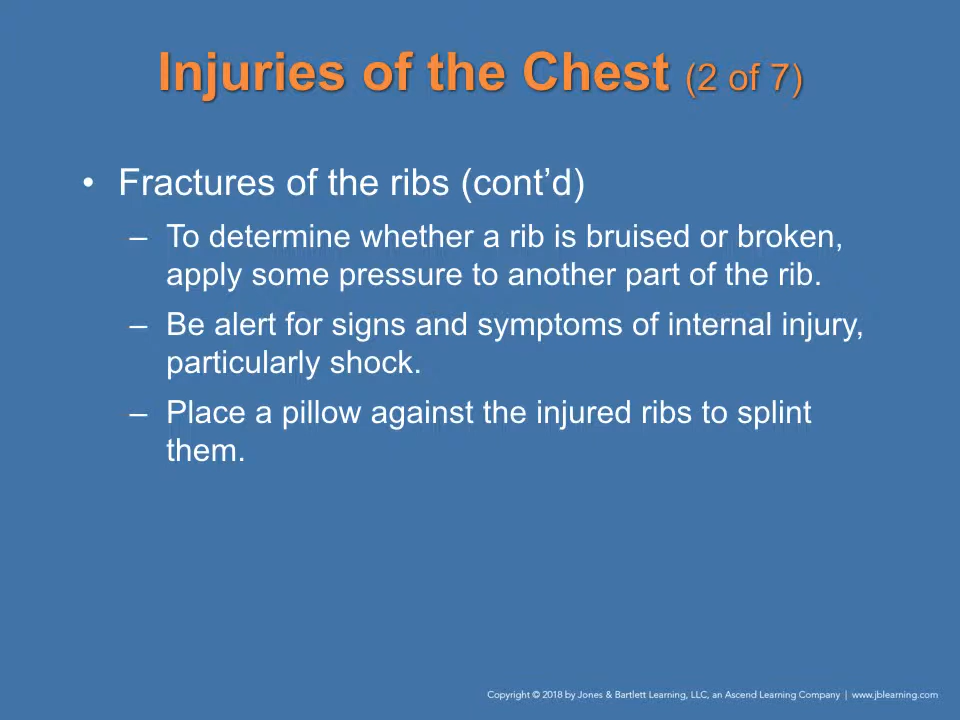 Injuries of the Chest (2 of 7)
• Fractures of the ribs (cont’d)
– To determine whether a rib is bruised or broken,
apply some pressure to another part of the rib.
– Be alert for signs and symptoms of internal injury,
particularly shock.
– Place a pillow against the injured ribs to splint
them.
Copyright © 2018 by Jones & Bartlett Learning, LLC, an Ascend Learning Company | www.jblearning.com